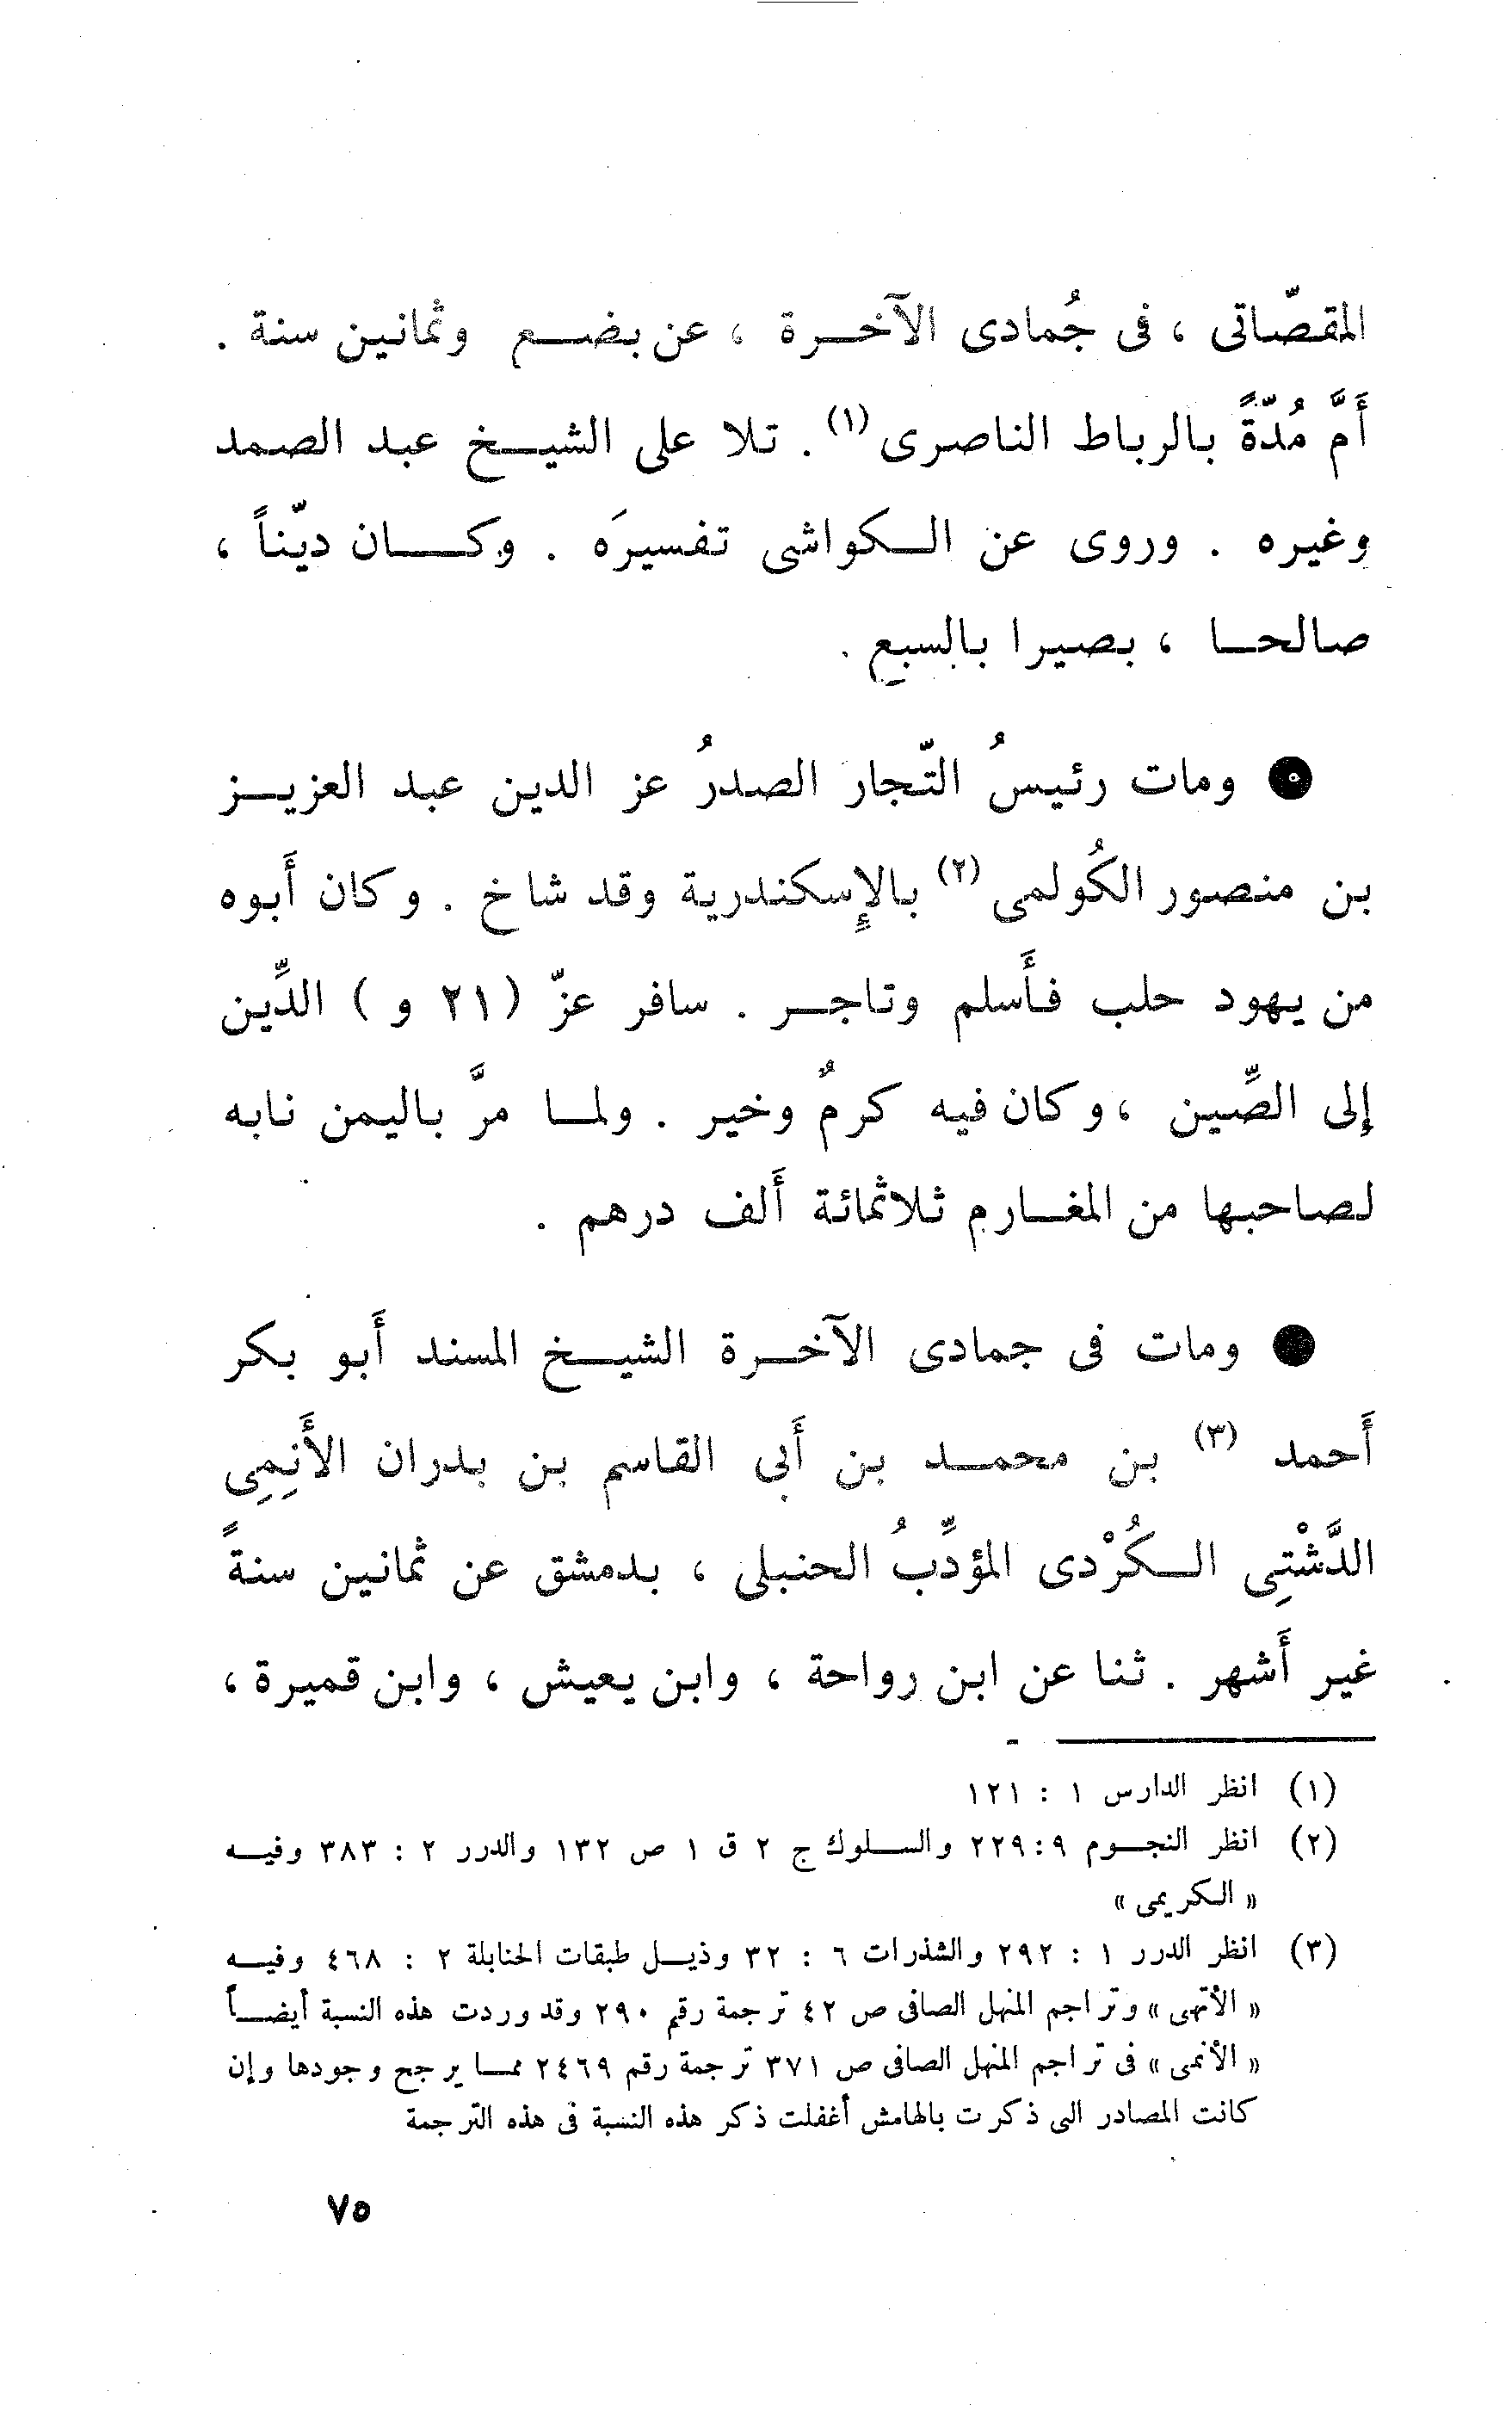 المقصّاتى ، فى جُمادى الآخرة ، عن بضع وثمانين سنة .
أَمَّ مُدّةً بالرباط الناصرى (١) . تلا على الشيخ عبد الصمد
وغيره . وروى عن الكواشى تفسيرَه . وكان ديّناً ،
صالحا ، بصيرا بالسبع .
● ومات رئيسُ التّجار الصدرُ عز الدين عبد العزيز
بن منصور الكُولمى (٢) بالإِسكندرية وقد شاخ . وكان أَبوه
من يهود حلب فأَسلم وتاجر . سافر عزّ (٢١ و ) الدِّين
إلى الصِّين ، وكان فيه كرمٌ وخير . ولما مرَّ باليمن نابه
لصاحبها من المغارم ثلاثمائة أَلف درهم .
● ومات فى جمادى الآخرة الشيخ المسند أَبو بكر
أَحمد (٣) بن محمد بن أَبى القاسم بن بدران الأَنِمِى
الدَّشْتِى الكُرْدى المؤدِّبُ الحنبلى ، بدمشق عن ثمانين سنةً
غير أَشهر . ثنا عن ابن رواحة ، وابن يعيش ، وابن قميرة ،
(١) انظر الدارس ١ : ١٢١
(٢) انظر النجوم ٩ : ٢٢٩ والسلوك ج ٢ ق ١ ص ١٣٢ والدرر ٢ : ٣٨٣ وفيه
« الكريمى »
(٣) انظر الدرر ١ : ٢٩٢ والشذرات ٦ : ٣٢ وذيل طبقات الحنابلة ٢ : ٤٦٨ وفيه
« الأتهى » وتراجم المنهل الصافى ص ٤٢ ترجمة رقم ٢٩٠ وقد وردت هذه النسبة أيضاً
« الأنمى » فى تراجم المنهل الصافى ص ٣٧١ ترجمة رقم ٢٤٦٩ مما يرجح وجودها وإن
كانت المصادر الى ذكرت بالهامش أغفلت ذكر هذه النسبة فى هذه الترجمة
٧٥